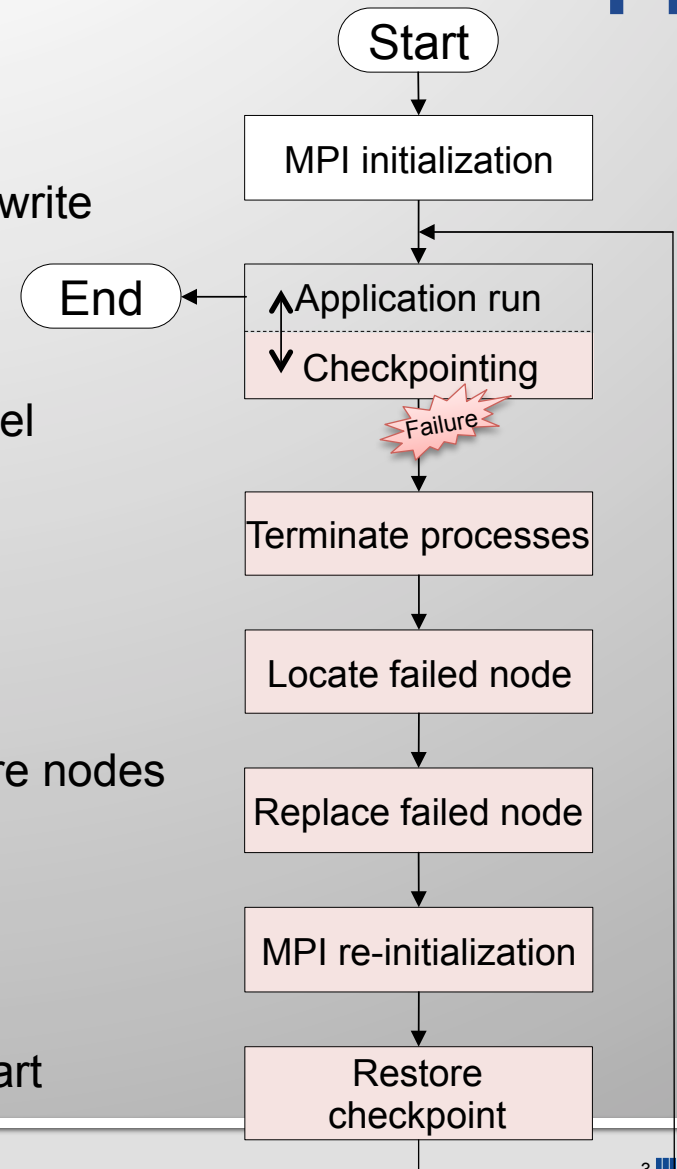 Start
MPI initialization
write
End
Application run
Checkpointing
el
Failure
Terminate processes
Locate failed node
re nodes
Replace failed node
MPI re-initialization
art
Restore
checkpoint
3